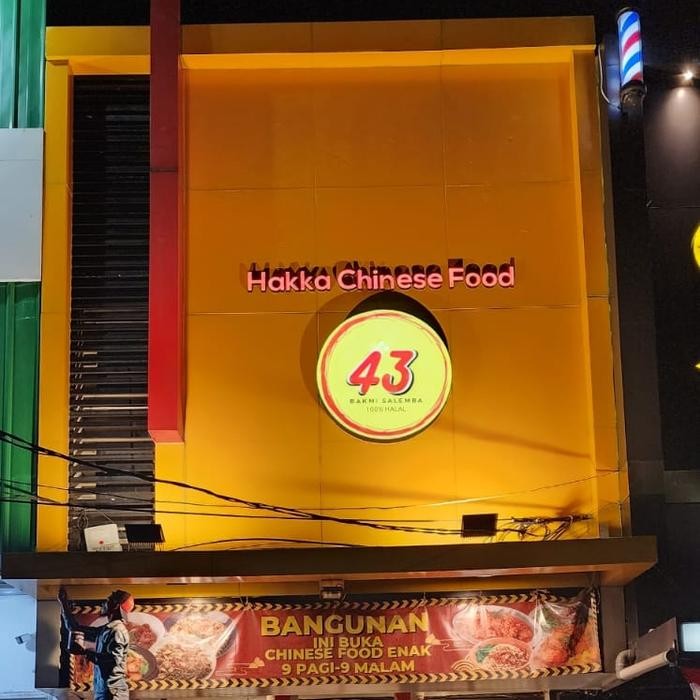 Hakka Chinese Food
43
BAKMI SALEMBA
100% HALAL
BANGUNAN
INI BUKA
CHINESE FOOD ENAK
9 PAGI-9 MALAM